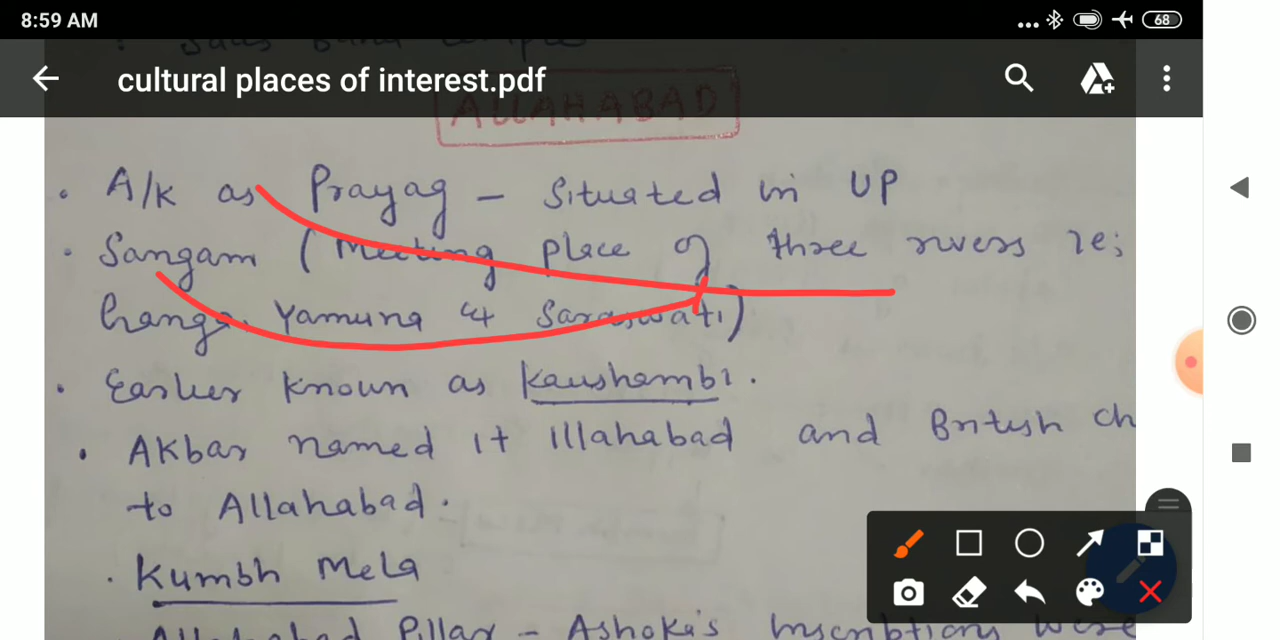 8:59 AM
68
cultural places of interest.pdf
ALLAHABAD
• A/K as Prayag – Situated in UP
• Sangam (Meeting place of three rivers ie;
Ganga, Yamuna & Saraswati)
• Earlier known as Kaushambi.
• Akbar named it Illahabad and British ch
to Allahabad.
• Kumbh Mela
Allahabad Pillar – Ashoka's Inscriptions were